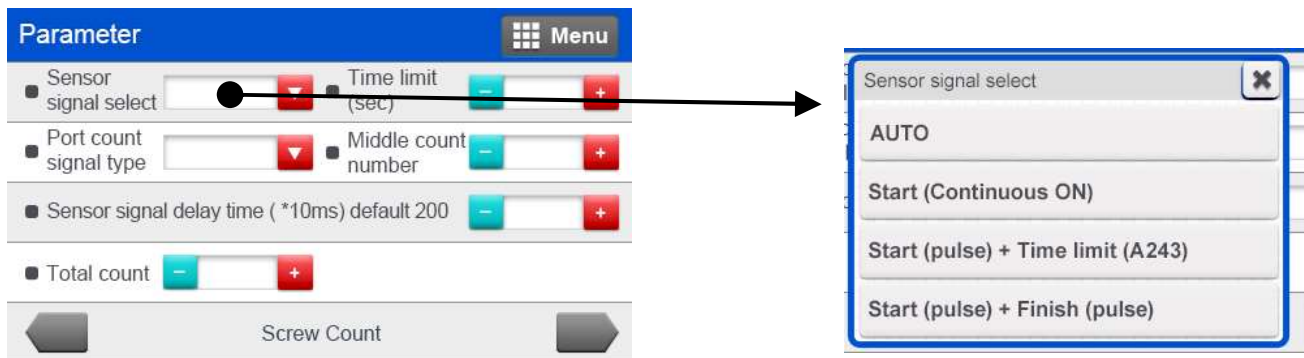 Parameter
Menu
Sensor
signal select
Time limit
(sec)
Port count
signal type
Middle count
number
Sensor signal delay time ( *10ms) default 200
Total count
Screw Count
Sensor signal select
AUTO
Start (Continuous ON)
Start (pulse) + Time limit (A243)
Start (pulse) + Finish (pulse)